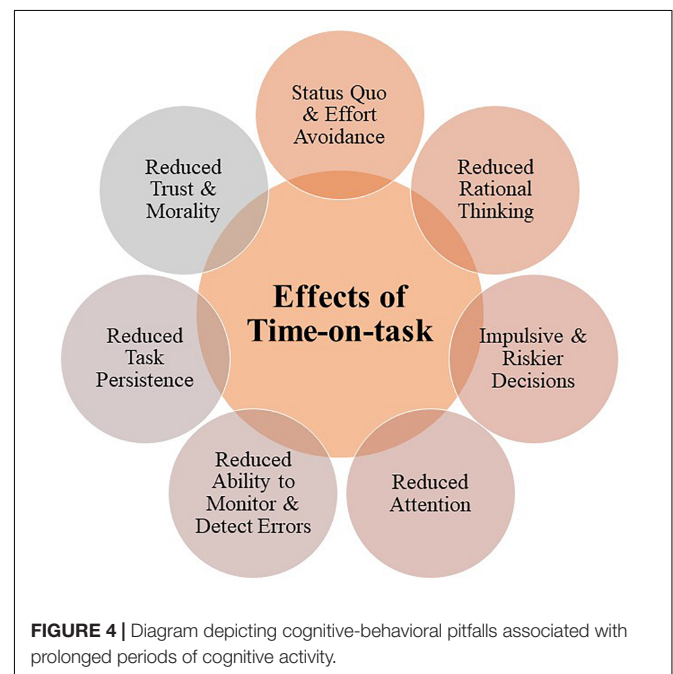 Status Quo
& Effort
Avoidance
Reduced
Rational
Thinking
Impulsive &
Riskier
Decisions
Reduced
Attention
Reduced
Ability to
Monitor &
Detect Errors
Reduced
Task
Persistence
Reduced
Trust &
Morality
Effects of
Time-on-task
FIGURE 4 | Diagram depicting cognitive-behavioral pitfalls associated with
prolonged periods of cognitive activity.